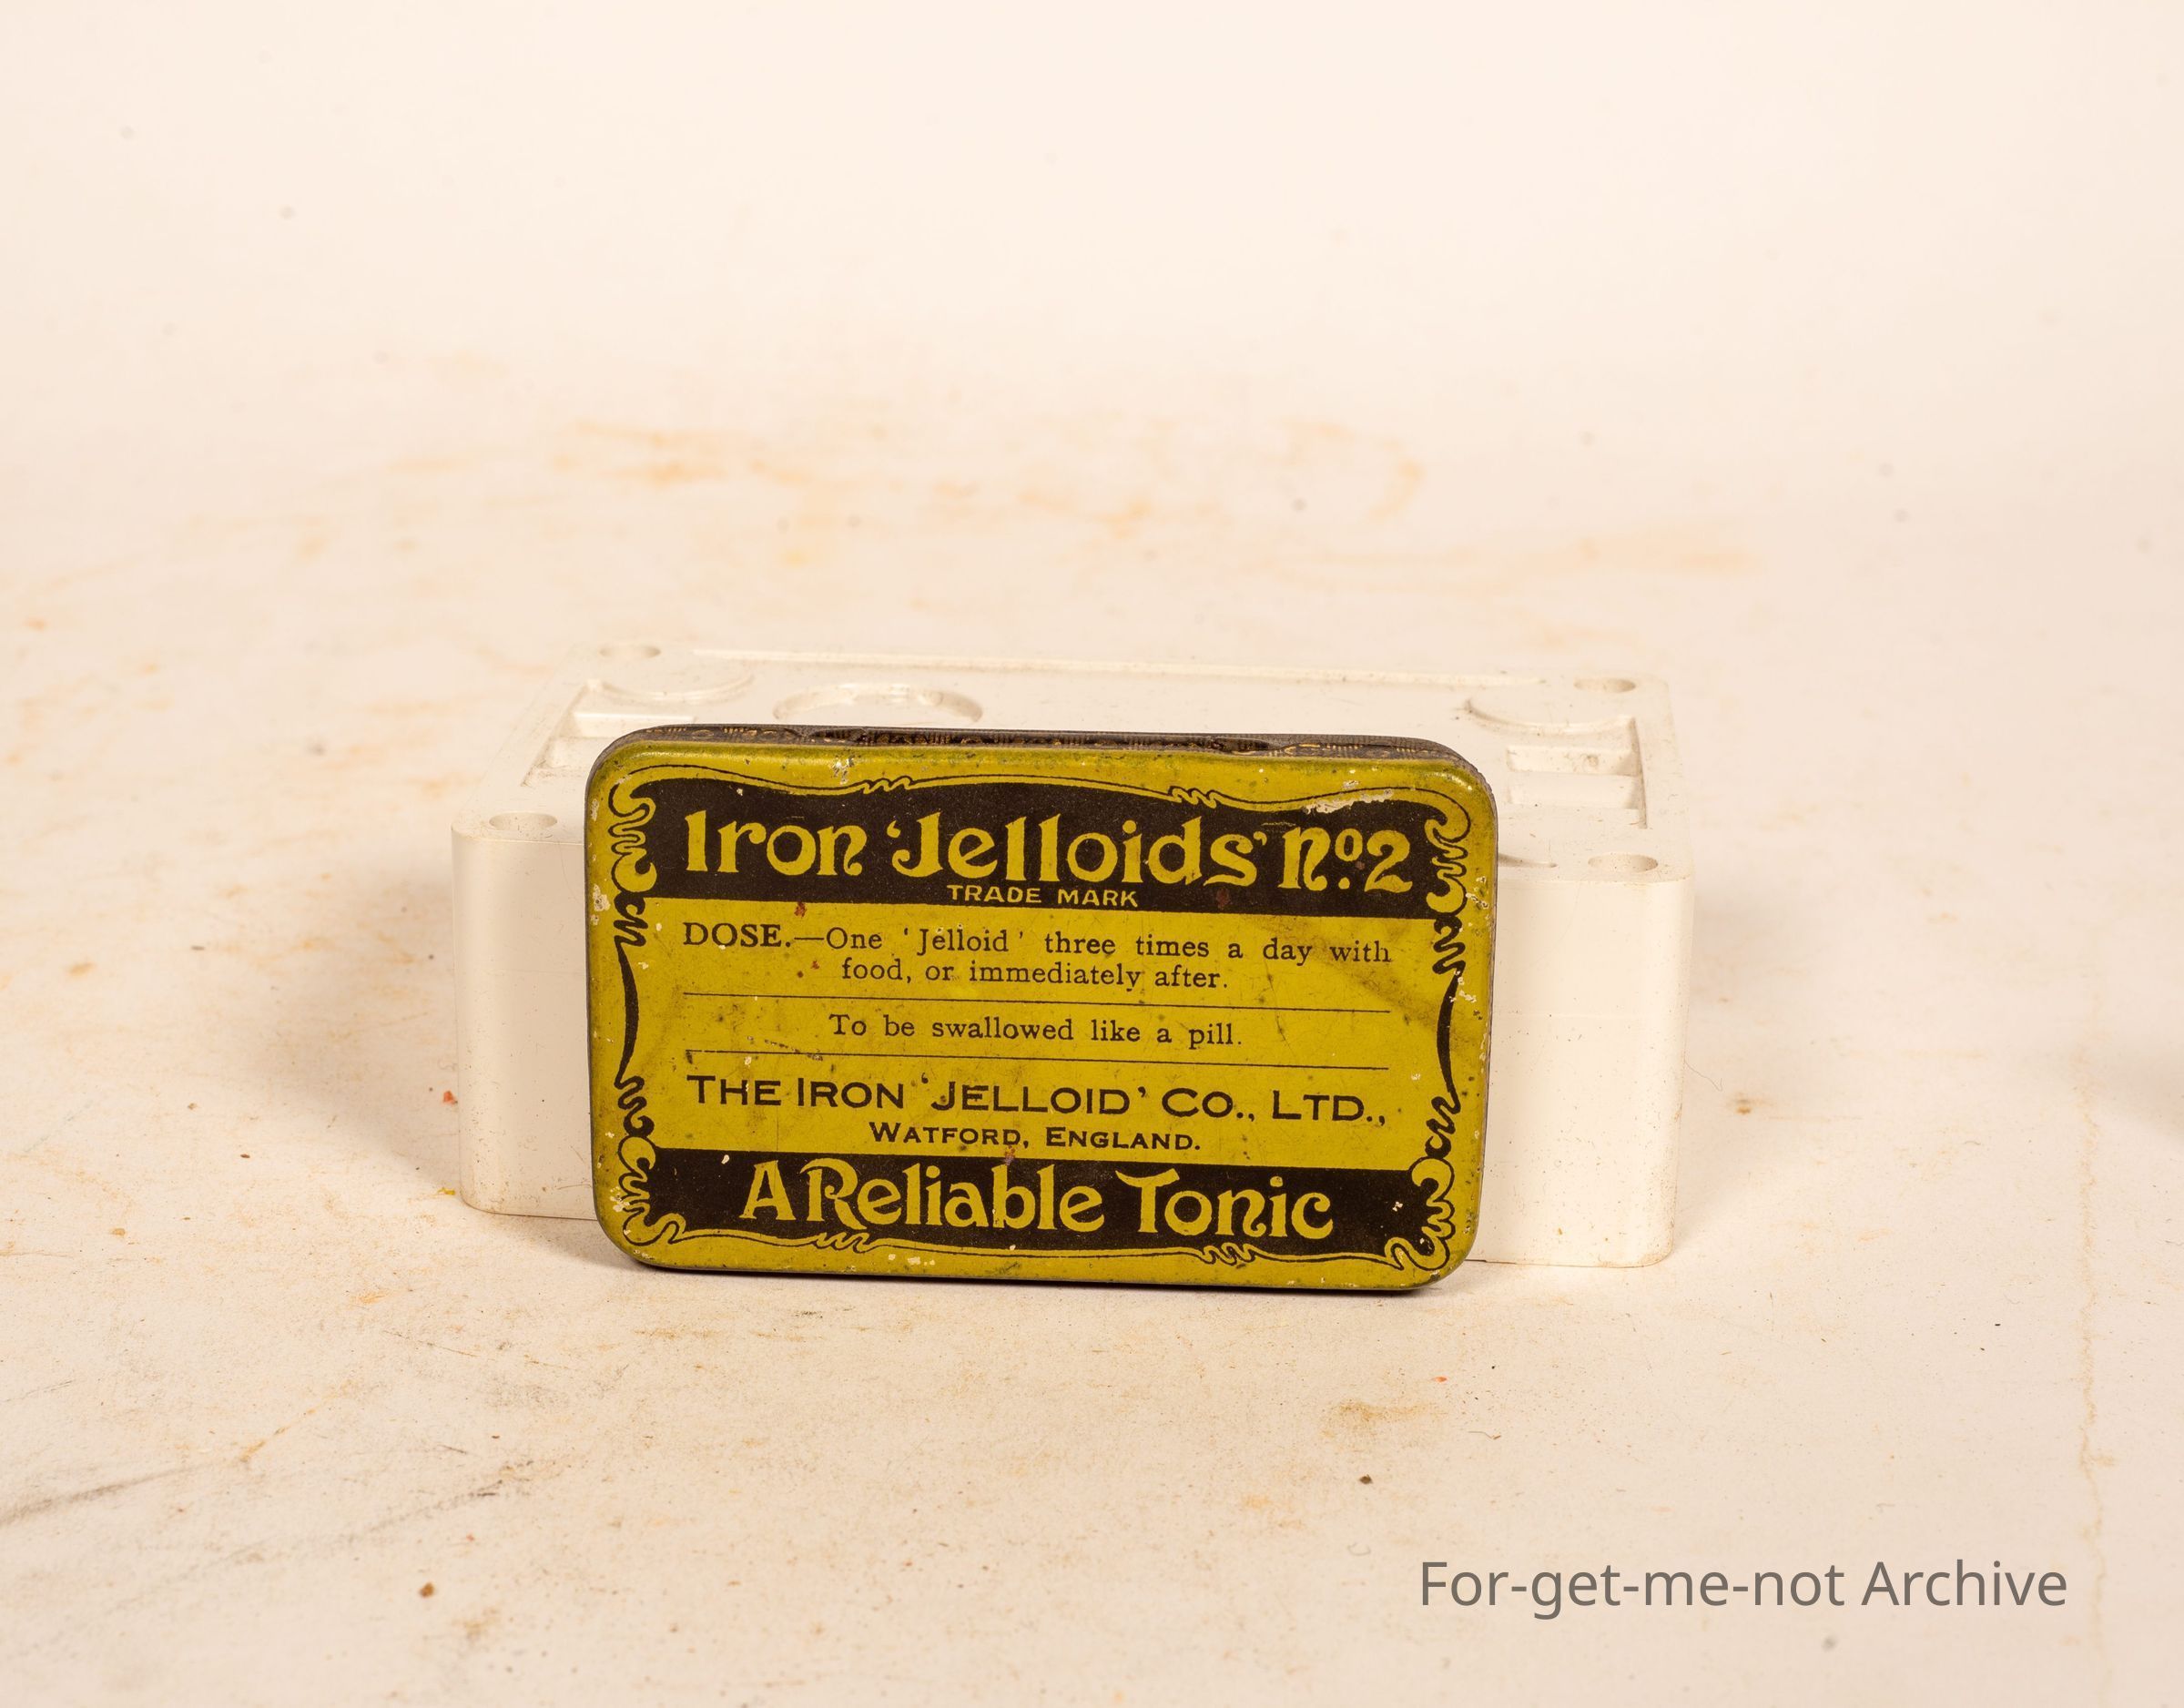 Iron ‘Jelloids’ No. 2
TRADE MARK
DOSE.—One ‘Jelloid’ three times a day with
food, or immediately after.
To be swallowed like a pill.
THE IRON ‘JELLOID’ CO., LTD.,
WATFORD, ENGLAND.
A Reliable Tonic
For-get-me-not Archive